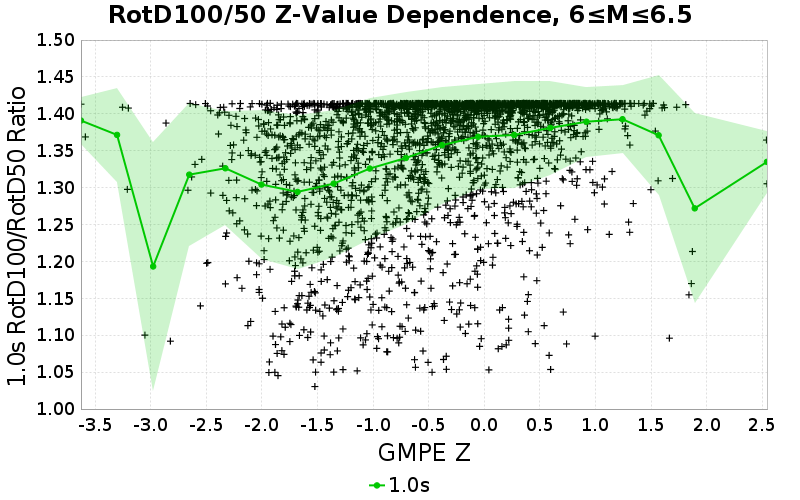 RotD100/50 Z-Value Dependence, 6≤M≤6.5
1.0s RotD100/RotD50 Ratio
1.50
1.45
1.40
1.35
1.30
1.25
1.20
1.15
1.10
1.05
1.00
-3.5 -3.0 -2.5 -2.0 -1.5 -1.0 -0.5 0.0 0.5 1.0 1.5 2.0 2.5
GMPE Z
1.0s